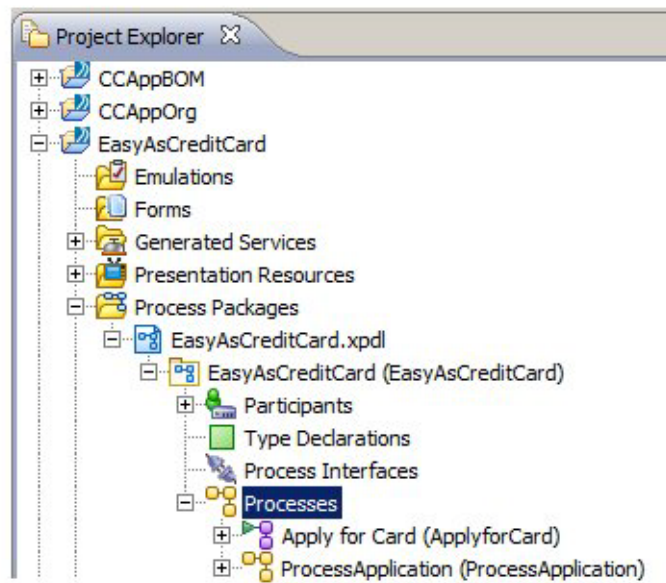 Project Explorer
CCAppBOM
CCAppOrg
EasyAsCreditCard
Emulations
Forms
Generated Services
Presentation Resources
Process Packages
EasyAsCreditCard.xpdl
EasyAsCreditCard (EasyAsCreditCard)
Participants
Type Declarations
Process Interfaces
Processes
Apply for Card (ApplyforCard)
ProcessApplication (ProcessApplication)